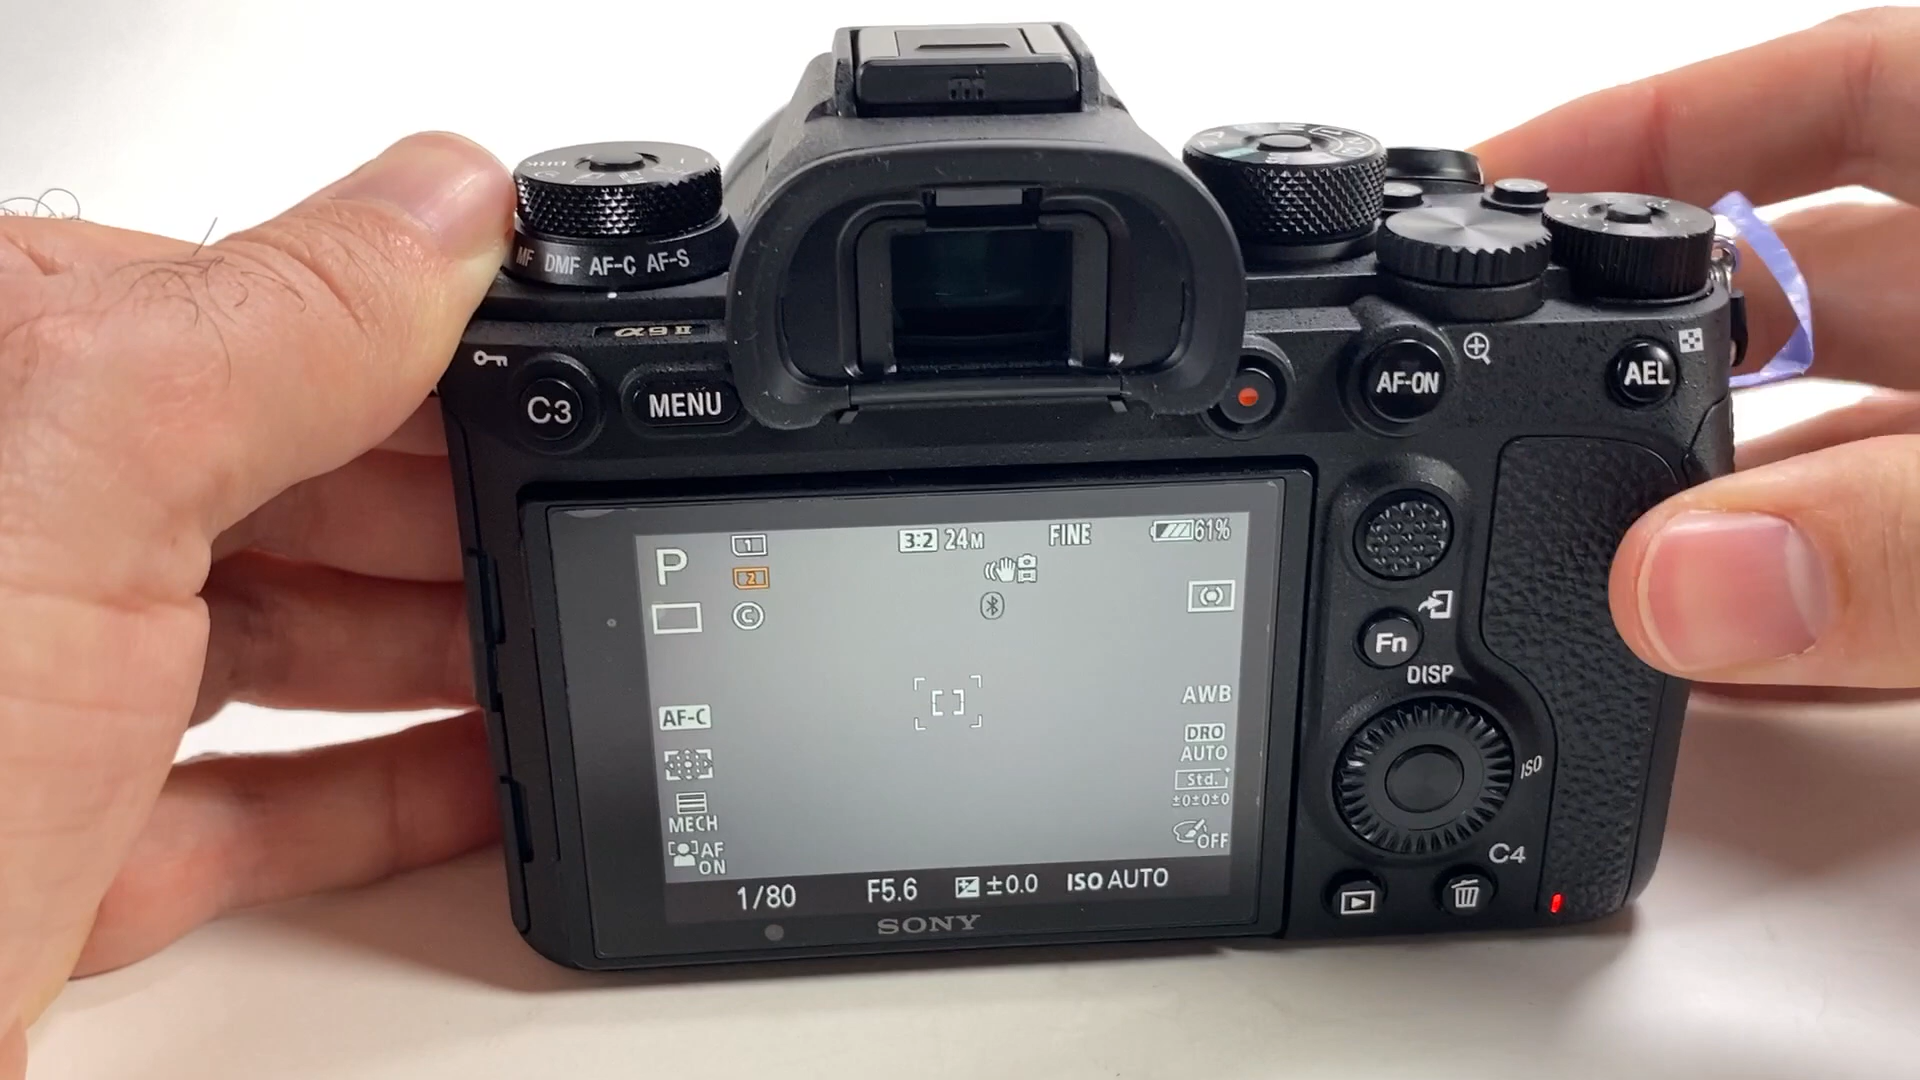 MF DMF AF-C AF-S
α9 II
C3
MENU
AF-ON
AEL
P
1
3:2 24M
FINE
61%
2
C
Fn
DISP
AWB
AF-C
DRO
AUTO
ISO
Std.
±0±0±0
MECH
AF
ON
OFF
C4
1/80
F5.6
±0.0
ISO AUTO
SONY